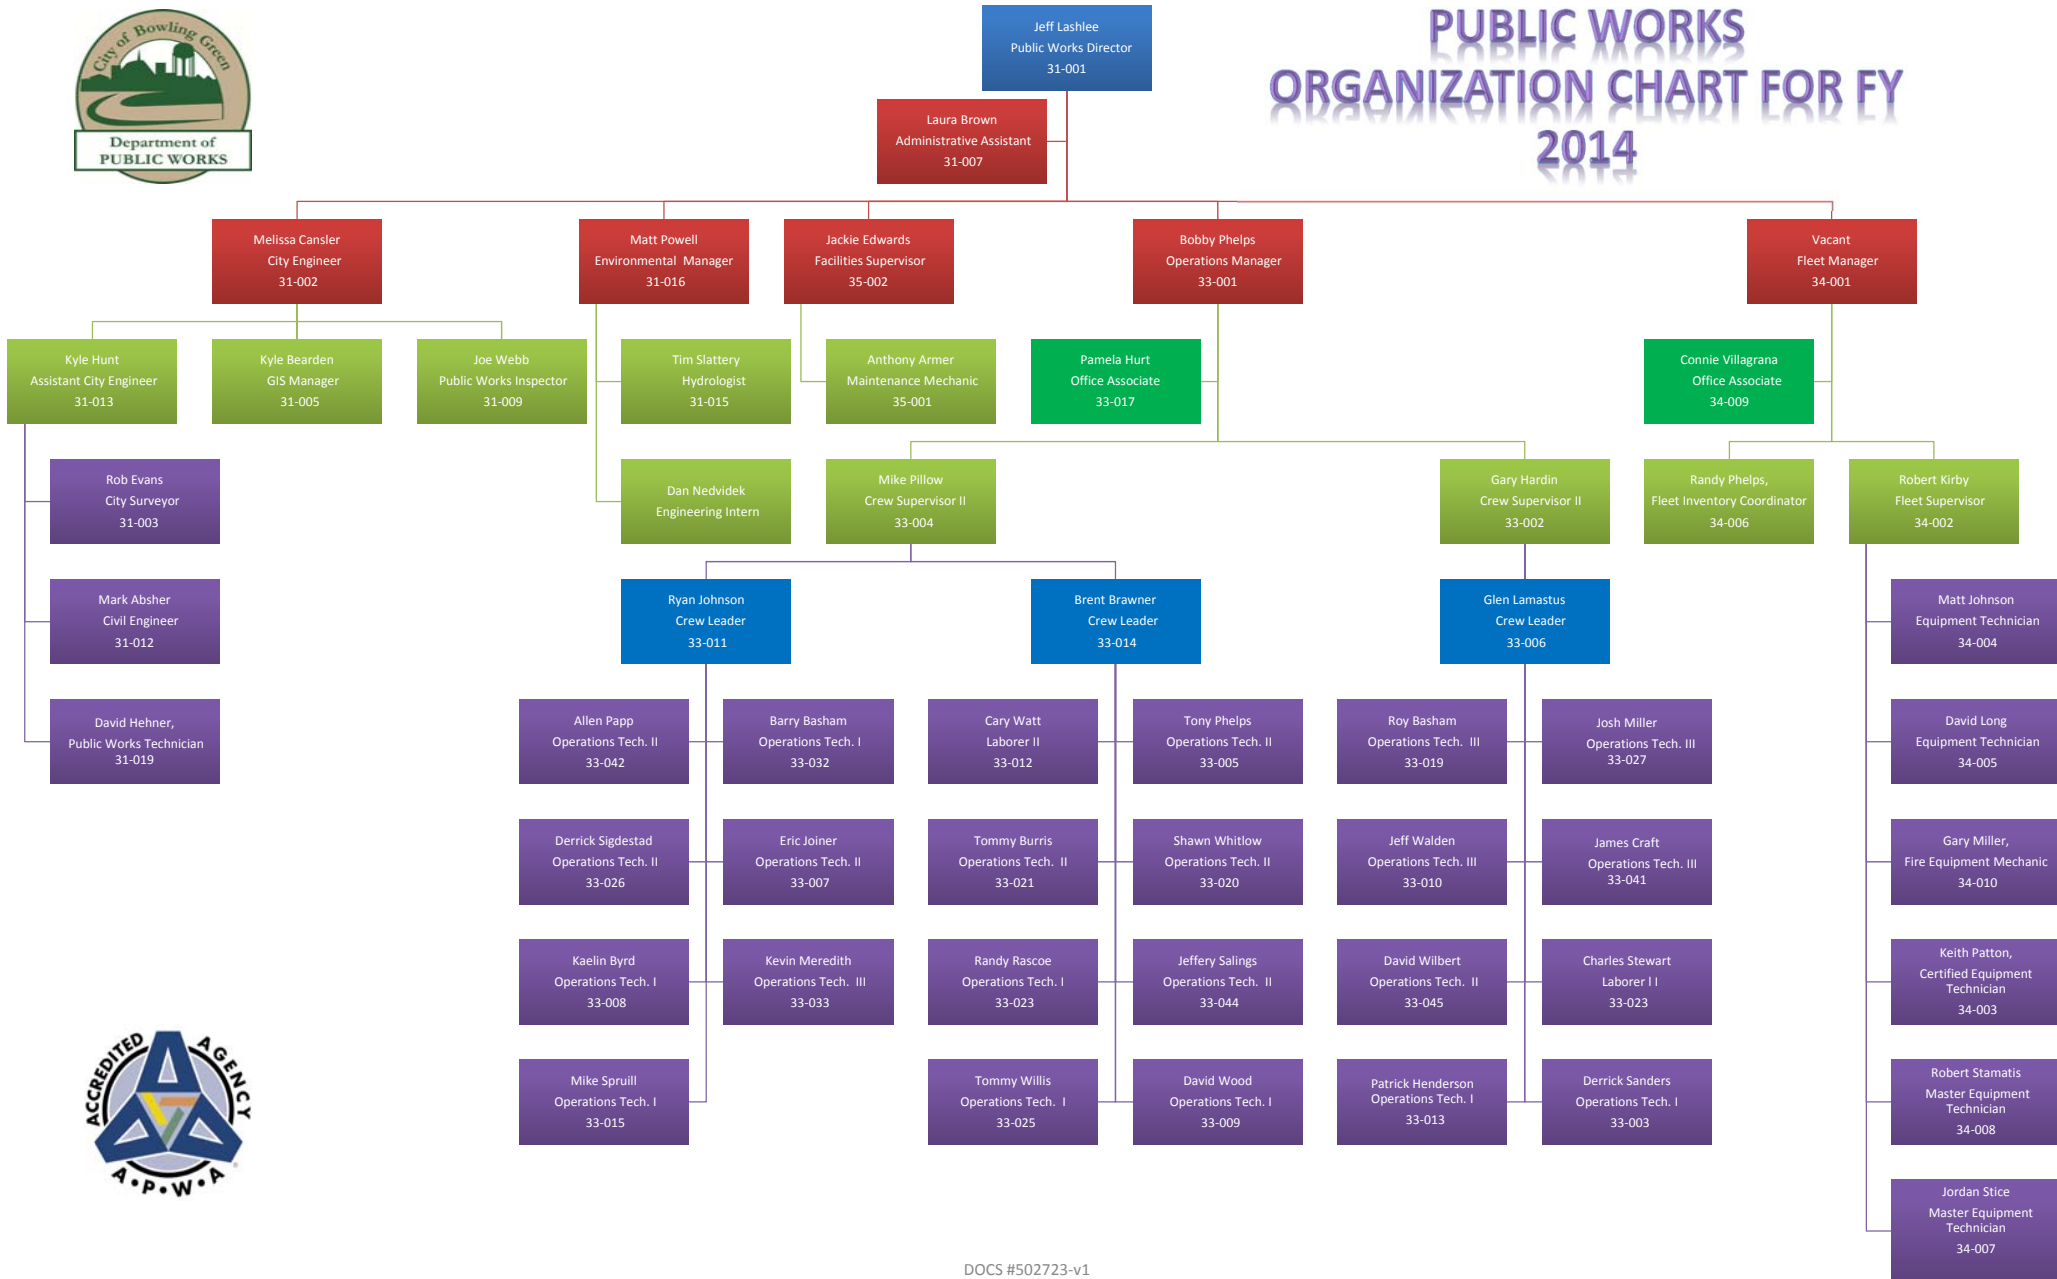 City of Bowling Green
Department of
PUBLIC WORKS
PUBLIC WORKS
ORGANIZATION CHART FOR FY
2014
Jeff Lashlee
Public Works Director
31-001
Laura Brown
Administrative Assistant
31-007
Melissa Cansler
City Engineer
31-002
Matt Powell
Environmental Manager
31-016
Jackie Edwards
Facilities Supervisor
35-002
Bobby Phelps
Operations Manager
33-001
Vacant
Fleet Manager
34-001
Kyle Hunt
Assistant City Engineer
31-013
Kyle Bearden
GIS Manager
31-005
Joe Webb
Public Works Inspector
31-009
Tim Slattery
Hydrologist
31-015
Anthony Armer
Maintenance Mechanic
35-001
Pamela Hurt
Office Associate
33-017
Connie Villagrana
Office Associate
34-009
Rob Evans
City Surveyor
31-003
Dan Nedvidek
Engineering Intern
Mike Pillow
Crew Supervisor II
33-004
Gary Hardin
Crew Supervisor II
33-002
Randy Phelps,
Fleet Inventory Coordinator
34-006
Robert Kirby
Fleet Supervisor
34-002
Mark Absher
Civil Engineer
31-012
Ryan Johnson
Crew Leader
33-011
Brent Brawner
Crew Leader
33-014
Glen Lamastus
Crew Leader
33-006
Matt Johnson
Equipment Technician
34-004
David Hehner,
Public Works Technician
31-019
Allen Papp
Operations Tech. II
33-042
Barry Basham
Operations Tech. I
33-032
Cary Watt
Laborer II
33-012
Tony Phelps
Operations Tech. II
33-005
Roy Basham
Operations Tech. III
33-019
Josh Miller
Operations Tech. III
33-027
David Long
Equipment Technician
34-005
Derrick Sigdestad
Operations Tech. II
33-026
Eric Joiner
Operations Tech. II
33-007
Tommy Burris
Operations Tech. II
33-021
Shawn Whitlow
Operations Tech. II
33-020
Jeff Walden
Operations Tech. III
33-010
James Craft
Operations Tech. III
33-041
Gary Miller,
Fire Equipment Mechanic
34-010
Kaelin Byrd
Operations Tech. I
33-008
Kevin Meredith
Operations Tech. III
33-033
Randy Rascoe
Operations Tech. I
33-023
Jeffery Salings
Operations Tech. II
33-044
David Wilbert
Operations Tech. II
33-045
Charles Stewart
Laborer l I
33-023
Keith Patton,
Certified Equipment
Technician
34-003
Mike Spruill
Operations Tech. I
33-015
Tommy Willis
Operations Tech. I
33-025
David Wood
Operations Tech. I
33-009
Patrick Henderson
Operations Tech. I
33-013
Derrick Sanders
Operations Tech. I
33-003
Robert Stamatis
Master Equipment
Technician
34-008
Jordan Stice
Master Equipment
Technician
34-007
ACCREDITED AGENCY
A•P•W•A
DOCS #502723-v1